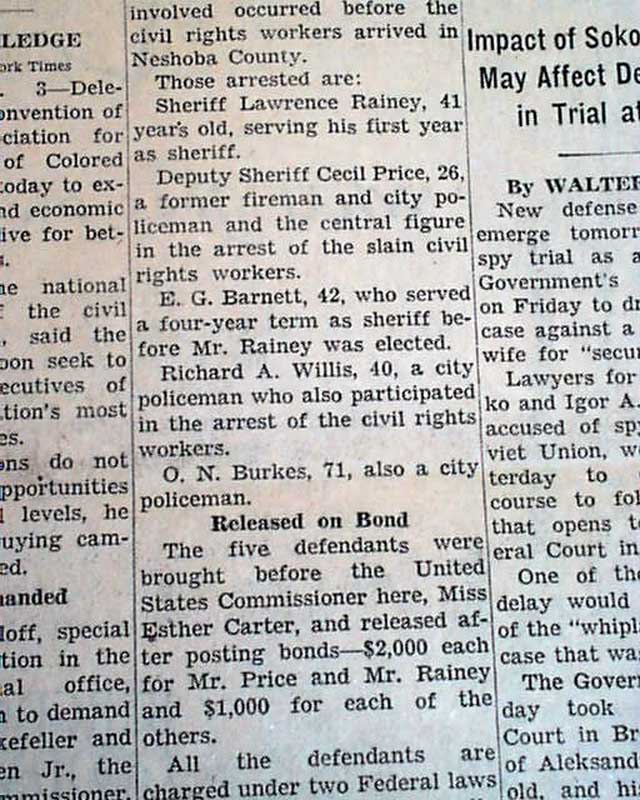 LEDGE
ork Times
. 3—Dele-
onvention of
ciation for
of Colored
today to ex-
nd economic
ive for bet-
s.
he national
f the civil
, said the
oon seek to
ecutives of
tion's most
es.
ons do not
pportunities
l levels, he
uying cam-
ed.
anded
loff, special
tion in the
al office,
n to demand
kefeller and
en Jr., the
mmissioner.
involved occurred before the
civil rights workers arrived in
Neshoba County.
Those arrested are:
Sheriff Lawrence Rainey, 41
year's old, serving his first year
as sheriff.
Deputy Sheriff Cecil Price, 26,
a former fireman and city po-
liceman and the central figure
in the arrest of the slain civil
rights workers.
E. G. Barnett, 42, who served
a four-year term as sheriff be-
fore Mr. Rainey was elected.
Richard A. Willis, 40, a city
policeman who also participated
in the arrest of the civil rights
workers.
O. N. Burkes, 71, also a city
policeman.
Released on Bond
The five defendants were
brought before the United
States Commissioner here, Miss
Esther Carter, and released af-
ter posting bonds—$2,000 each
for Mr. Price and Mr. Rainey
and $1,000 for each of the
others.
All the defendants are
charged under two Federal laws
Impact of Soko
May Affect De
in Trial at
By WALTER
New defense
emerge tomorr
spy trial as a
Government's
on Friday to dr
case against a
wife for "secur
Lawyers for
ko and Igor A.
accused of spy
viet Union, we
terday to
course to fol
that opens to
eral Court in
One of the
delay would
of the "whipl
case that wa
The Govern
day took
Court in Br
of Aleksand
old, and hi